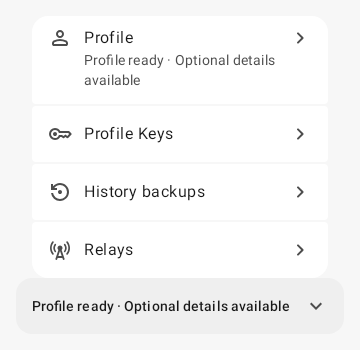 Profile
Profile ready · Optional details
available
Profile Keys
History backups
Relays
Profile ready · Optional details available